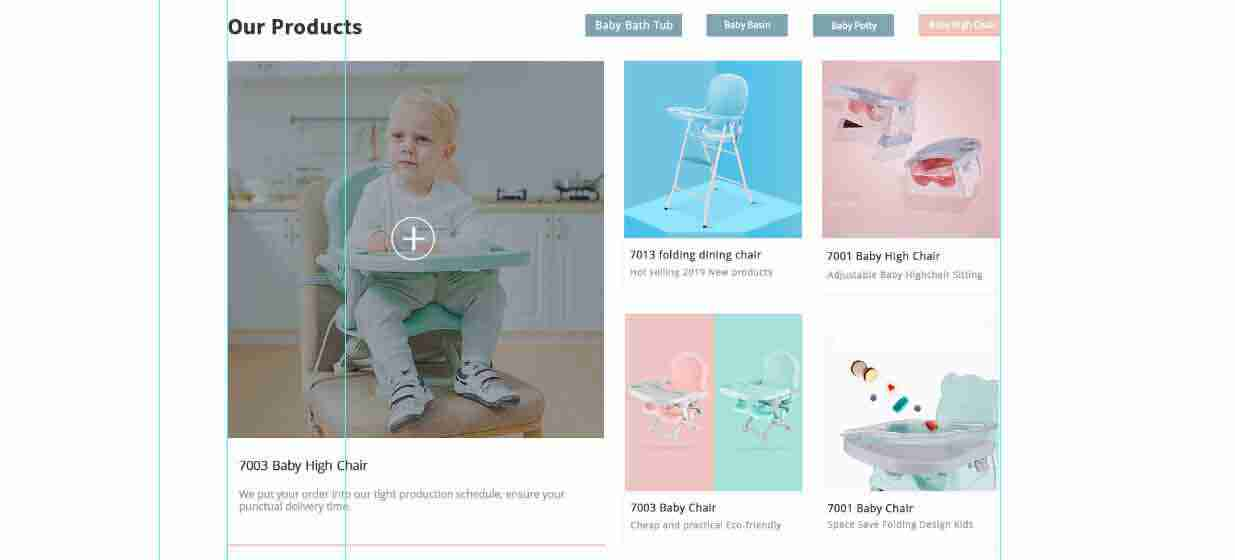 Our Products
Baby Bath Tub
Baby Basin
Baby Potty
Baby High Chair
7013 folding dining chair
Hot selling 2019 New products
7001 Baby High Chair
Adjustable Baby Highchair Sitting
7003 Baby High Chair
We put your order into our tight production schedule, ensure your
punctual delivery time.
7003 Baby Chair
Cheap and practical Eco-friendly
7001 Baby Chair
Space Save Folding Design Kids